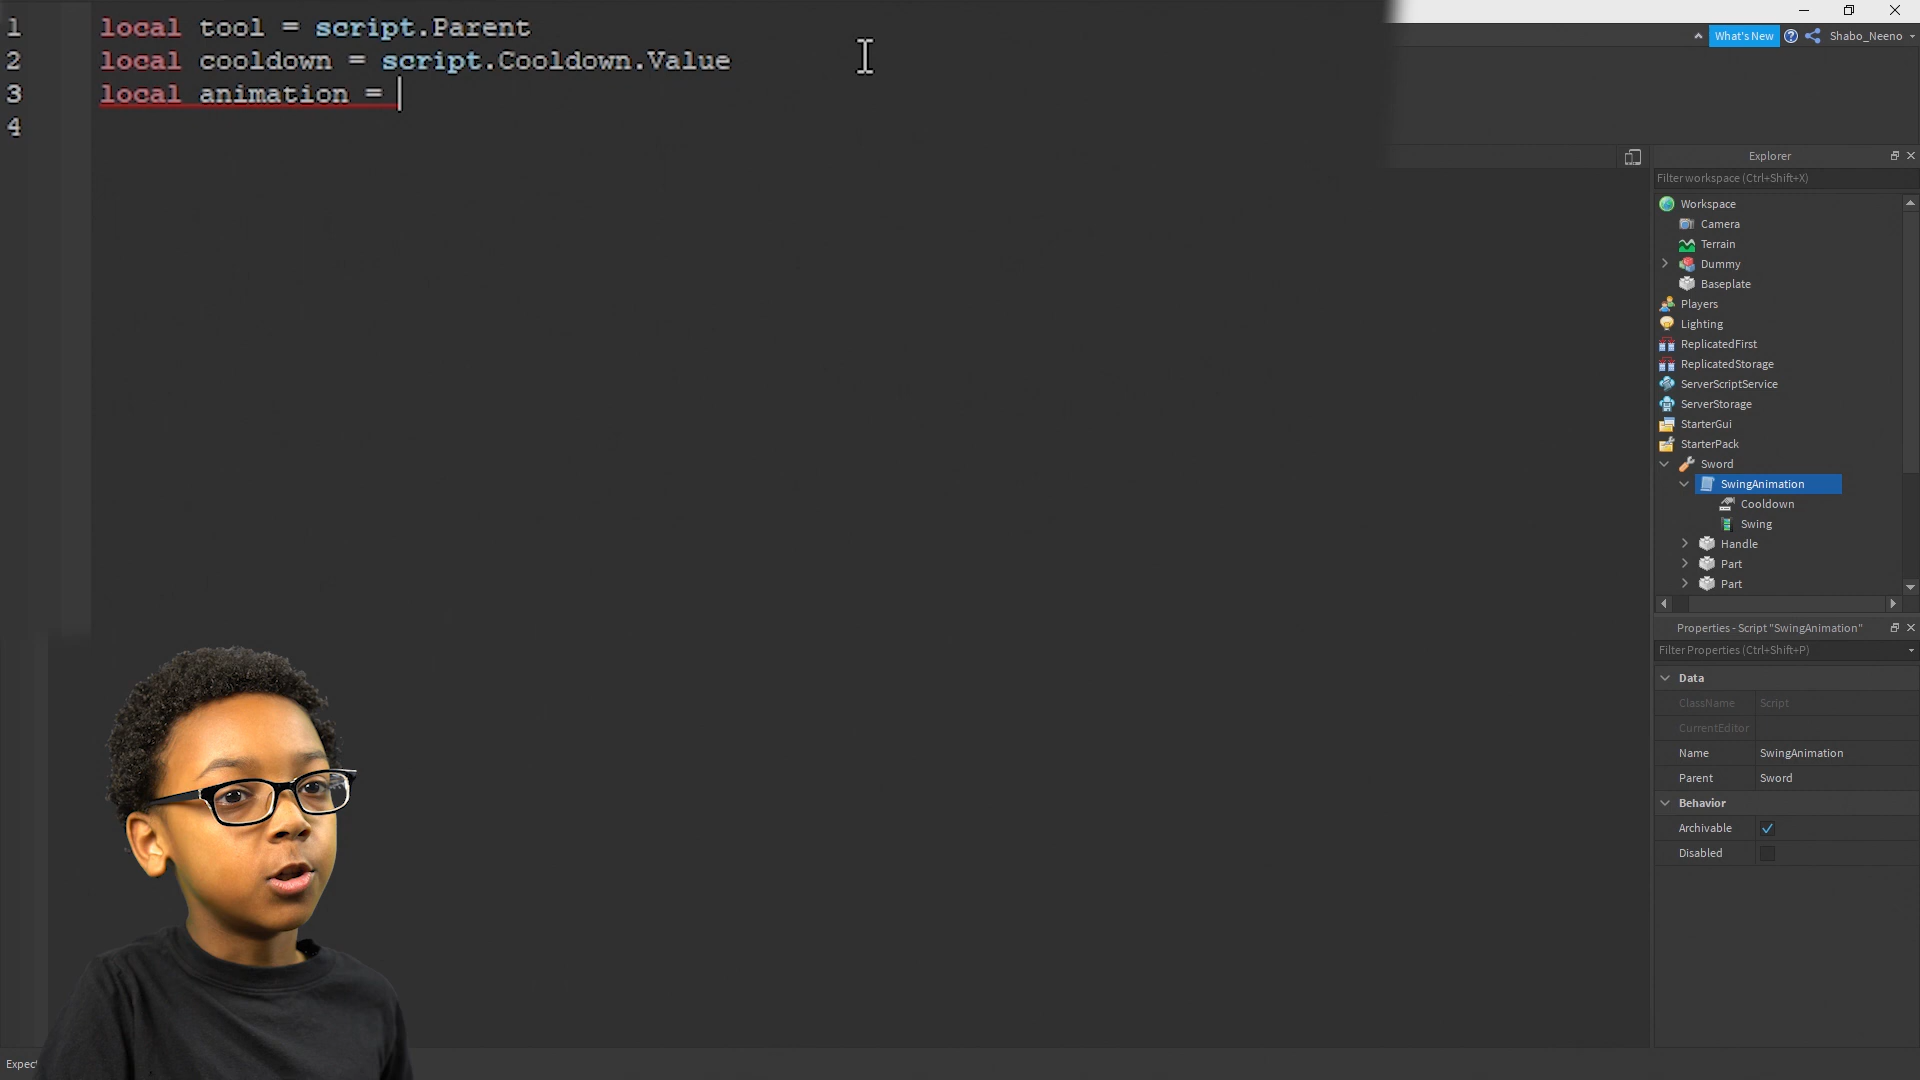 1 local tool = script.Parent
2 local cooldown = script.Cooldown.Value
3 local animation =
4
What's New
Shabo_Neeno
Explorer
Filter workspace (Ctrl+Shift+X)
Workspace
Camera
Terrain
Dummy
Baseplate
Players
Lighting
ReplicatedFirst
ReplicatedStorage
ServerScriptService
ServerStorage
StarterGui
StarterPack
Sword
SwingAnimation
Cooldown
Swing
Handle
Part
Part
Properties - Script "SwingAnimation"
Filter Properties (Ctrl+Shift+P)
Data
ClassName Script
CurrentEditor
Name SwingAnimation
Parent Sword
Behavior
Archivable
Disabled